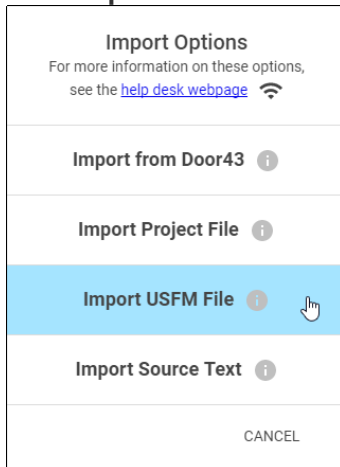 Import Options
For more information on these options,
see the help desk webpage
Import from Door43
Import Project File
Import USFM File
Import Source Text
CANCEL